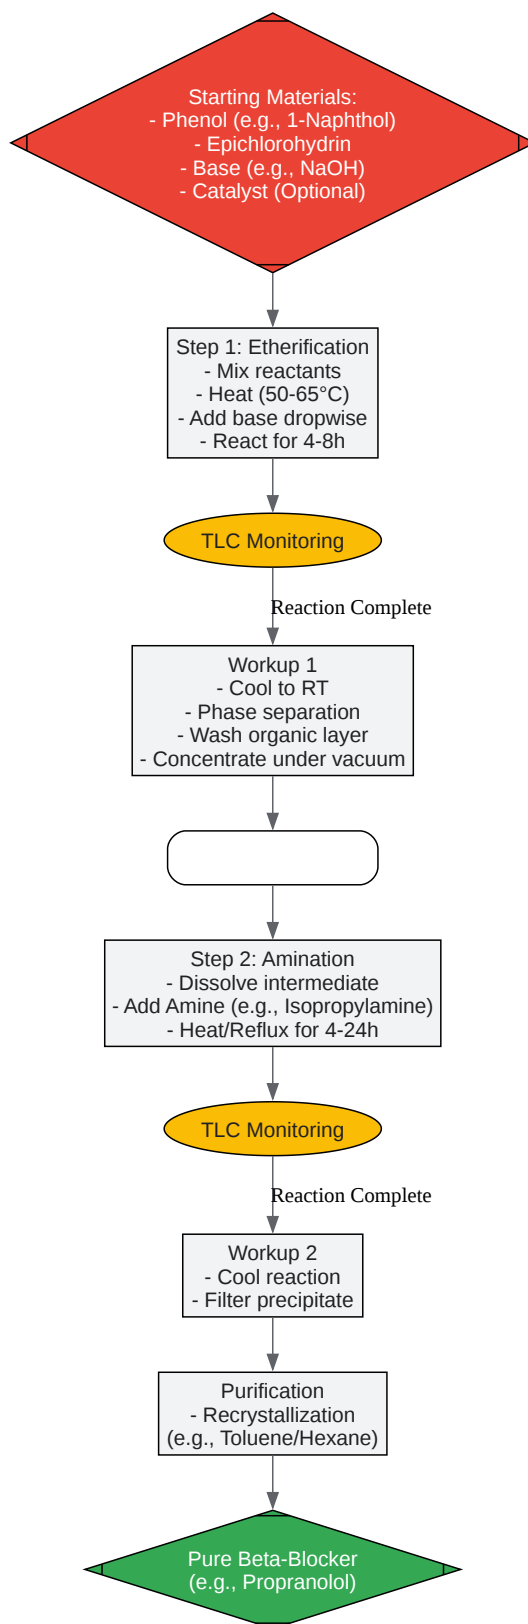 Starting Materials:
- Phenol (e.g., 1-Naphthol)
- Epichlorohydrin
- Base (e.g., NaOH)
- Catalyst (Optional)
Step 1: Etherification
- Mix reactants
- Heat (50-65°C)
- Add base dropwise
- React for 4-8h
TLC Monitoring
Reaction Complete
Workup 1
- Cool to RT
- Phase separation
- Wash organic layer
- Concentrate under vacuum
Step 2: Amination
- Dissolve intermediate
- Add Amine (e.g., Isopropylamine)
- Heat/Reflux for 4-24h
TLC Monitoring
Reaction Complete
Workup 2
- Cool reaction
- Filter precipitate
Purification
- Recrystallization
(e.g., Toluene/Hexane)
Pure Beta-Blocker
(e.g., Propranolol)